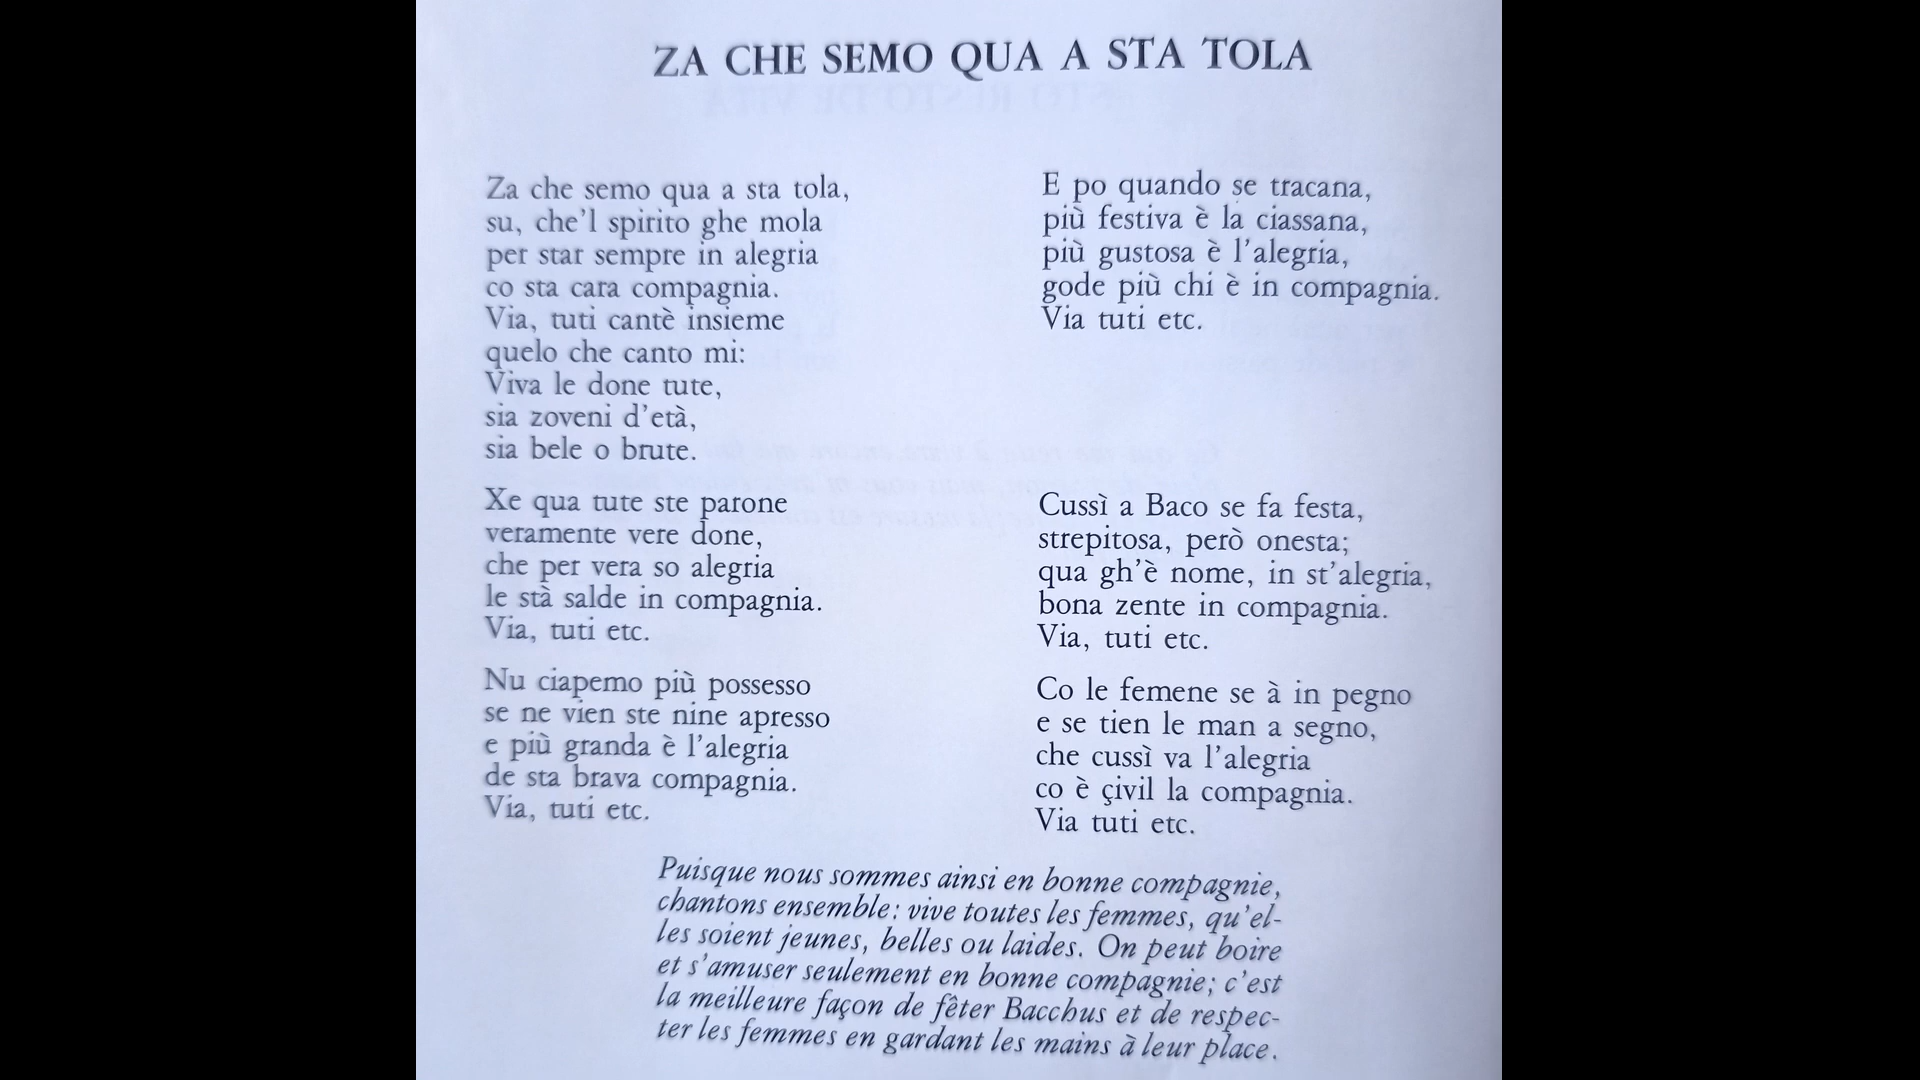 ZA CHE SEMO QUA A STA TOLA
Za che semo qua a sta tola,
su, che'l spirito ghe mola
per star sempre in alegria
co sta cara compagnia.
Via, tuti cantè insieme
quelo che canto mi:
Viva le done tute,
sia zoveni d'età,
sia bele o brute.
Xe qua tute ste parone
veramente vere done,
che per vera so alegria
le stà salde in compagnia.
Via, tuti etc.
Nu ciapemo più possesso
se ne vien ste nine apresso
e più granda è l'alegria
de sta brava compagnia.
Via, tuti etc.
E po quando se tracana,
più festiva è la ciassana,
più gustosa è l'alegria,
gode più chi è in compagnia.
Via tuti etc.
Cussì a Baco se fa festa,
strepitosa, però onesta;
qua gh'è nome, in st'alegria,
bona zente in compagnia.
Via, tuti etc.
Co le femene se à in pegno
e se tien le man a segno,
che cussì va l'alegria
co è çivil la compagnia.
Via tuti etc.
Puisque nous sommes ainsi en bonne compagnie,
chantons ensemble: vive toutes les femmes, qu'el-
les soient jeunes, belles ou laides. On peut boire
et s'amuser seulement en bonne compagnie; c'est
la meilleure façon de fêter Bacchus et de respec-
ter les femmes en gardant les mains à leur place.